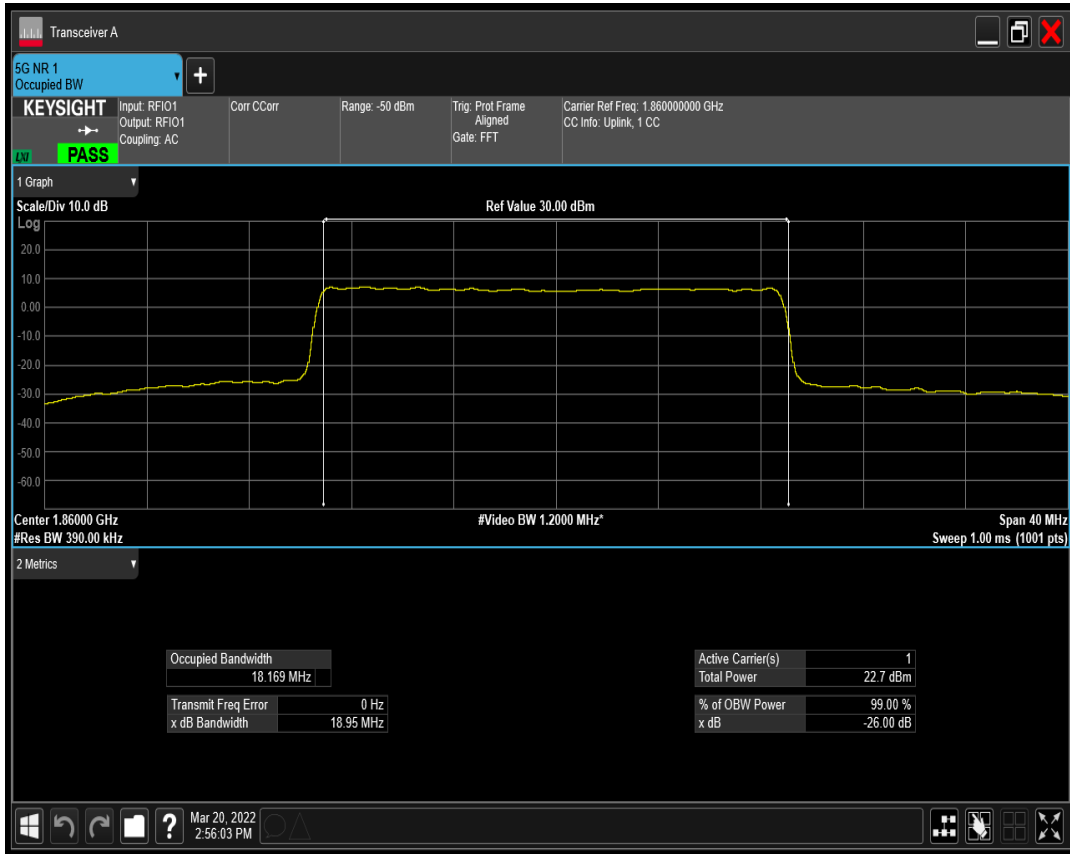 Transceiver A
5G NR 1
Occupied BW
+
KEYSIGHT
LXI
PASS
Input: RFIO1
Output: RFIO1
Coupling: AC
Corr CCorr
Range: -50 dBm
Trig: Prot Frame
Aligned
Gate: FFT
Carrier Ref Freq: 1.860000000 GHz
CC Info: Uplink, 1 CC
1 Graph
Scale/Div 10.0 dB
Ref Value 30.00 dBm
Log
20.0
10.0
0.00
-10.0
-20.0
-30.0
-40.0
-50.0
-60.0
Center 1.86000 GHz
#Video BW 1.2000 MHz*
Span 40 MHz
#Res BW 390.00 kHz
Sweep 1.00 ms (1001 pts)
2 Metrics
Occupied Bandwidth
18.169 MHz
Transmit Freq Error 0 Hz
x dB Bandwidth 18.95 MHz
Active Carrier(s) 1
Total Power 22.7 dBm
% of OBW Power 99.00 %
x dB -26.00 dB
?
Mar 20, 2022
2:56:03 PM